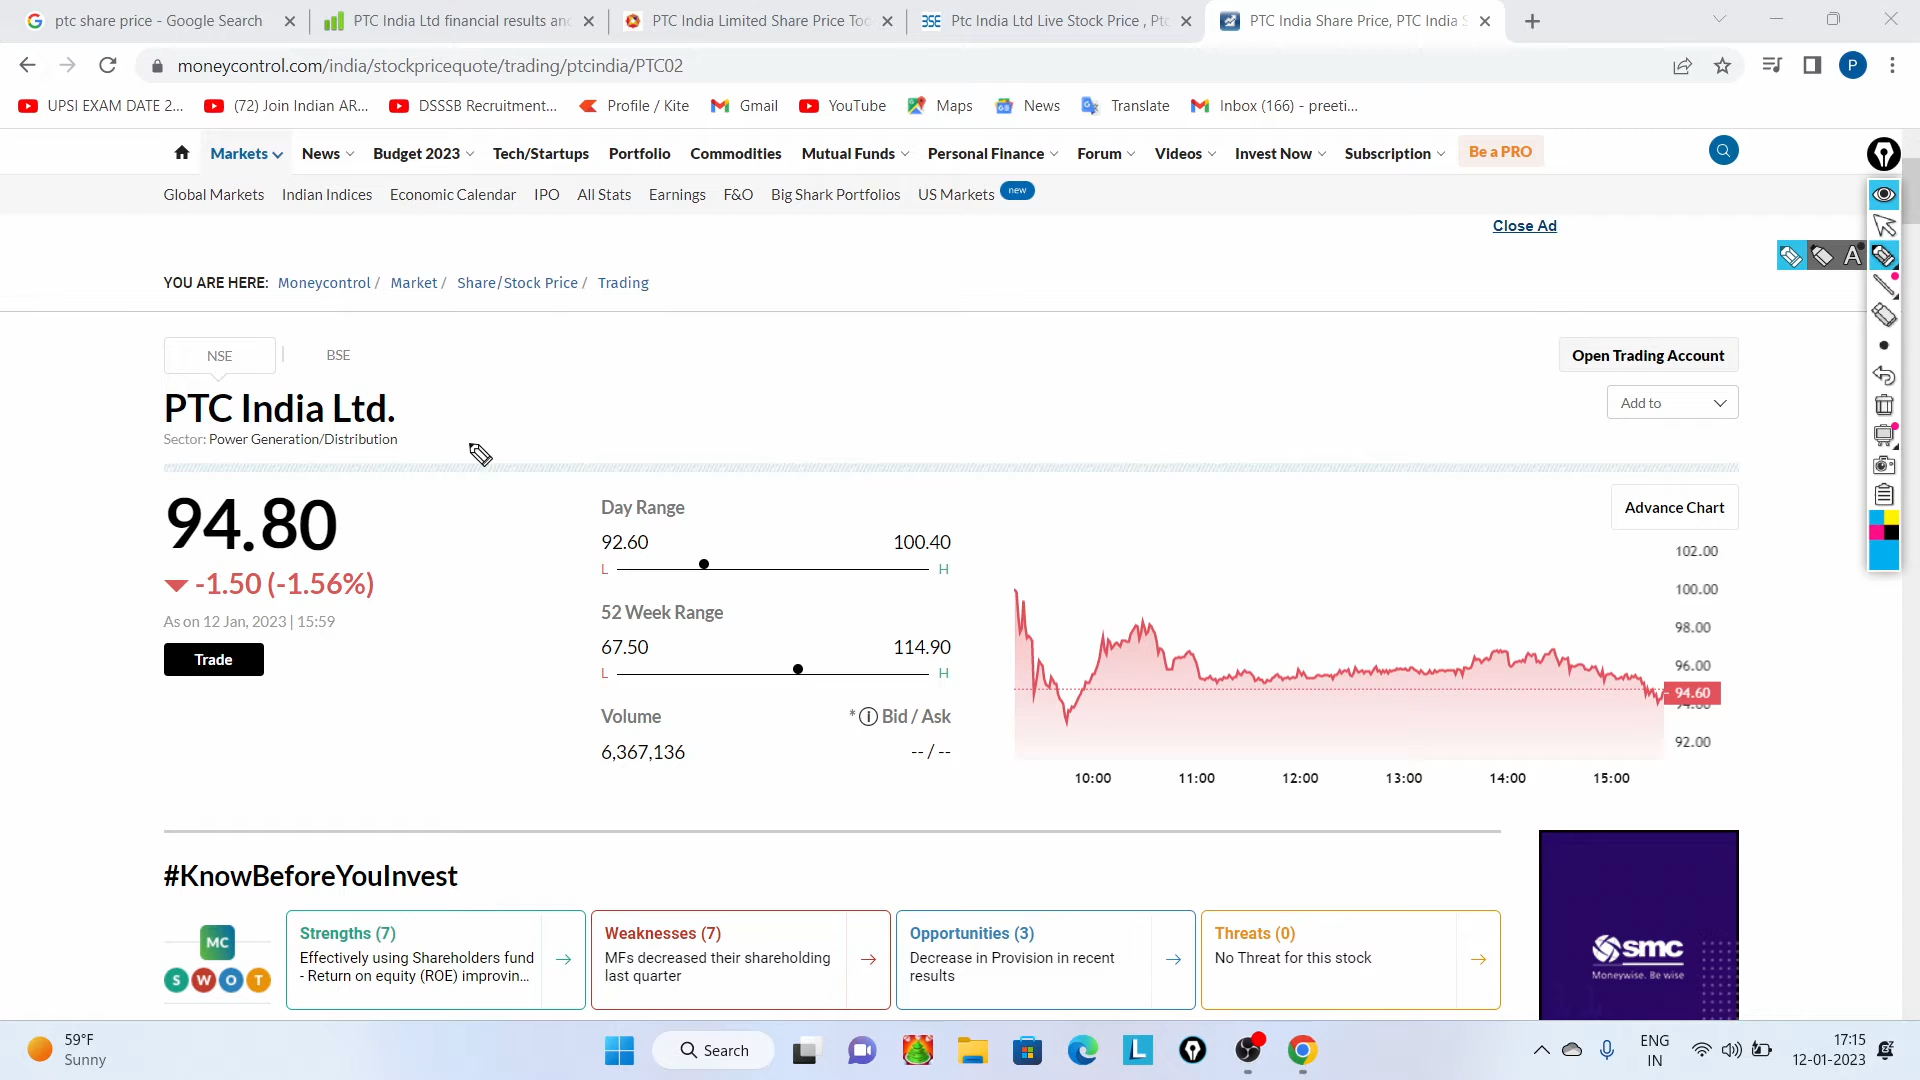 ptc share price - Google Search
PTC India Ltd financial results an
PTC India Limited Share Price Tod
BSE Ptc India Ltd Live Stock Price , Ptc
PTC India Share Price, PTC India S
moneycontrol.com/india/stockpricequote/trading/ptcindia/PTC02
P
UPSI EXAM DATE 2... (72) Join Indian AR... DSSSB Recruitment... Profile / Kite Gmail YouTube Maps News Translate Inbox (166) - preeti...
Markets News Budget 2023 Tech/Startups Portfolio Commodities Mutual Funds Personal Finance Forum Videos Invest Now Subscription Be a PRO
Global Markets Indian Indices Economic Calendar IPO All Stats Earnings F&O Big Shark Portfolios US Markets new
Close Ad
A
YOU ARE HERE: Moneycontrol / Market / Share/Stock Price / Trading
NSE | BSE
Open Trading Account
PTC India Ltd.
Add to
Sector: Power Generation/Distribution
94.80
-1.50 (-1.56%)
As on 12 Jan, 2023 | 15:59
Trade
Day Range
92.60 100.40
L H
52 Week Range
67.50 114.90
L H
Volume * Bid / Ask
6,367,136 -- / --
Advance Chart
102.00
100.00
98.00
96.00
94.60
94.00
92.00
10:00 11:00 12:00 13:00 14:00 15:00
#KnowBeforeYouInvest
MC
S W O T
Strengths (7)
Effectively using Shareholders fund
- Return on equity (ROE) improvin...
Weaknesses (7)
MFs decreased their shareholding
last quarter
Opportunities (3)
Decrease in Provision in recent
results
Threats (0)
No Threat for this stock
smc
Moneywise. Be wise
59°F
Sunny
Search
L
ENG
IN
17:15
12-01-2023